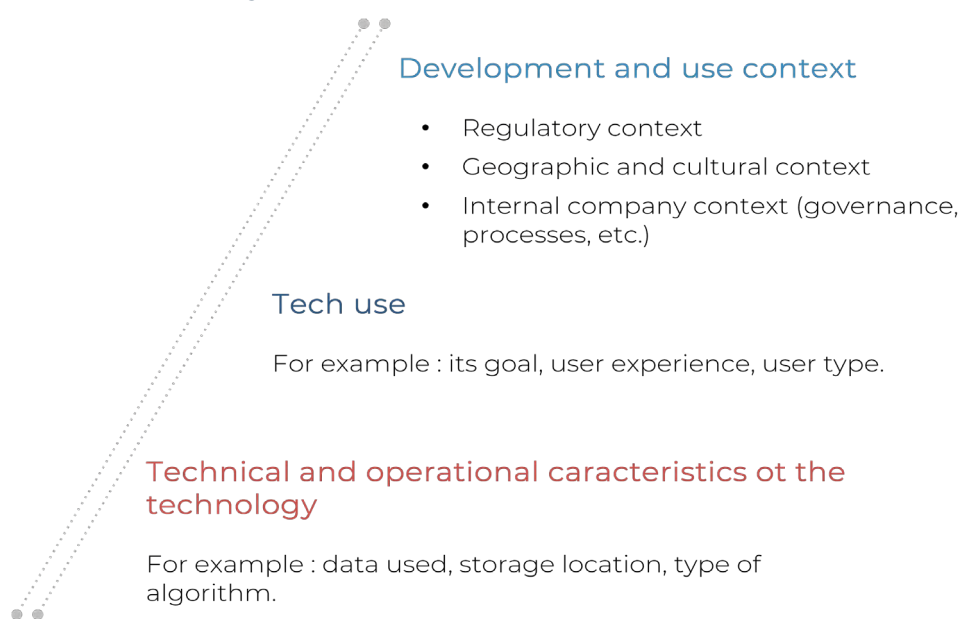 Development and use context
• Regulatory context
• Geographic and cultural context
• Internal company context (governance,
processes, etc.)
Tech use
For example : its goal, user experience, user type.
Technical and operational caracteristics ot the
technology
For example : data used, storage location, type of
algorithm.